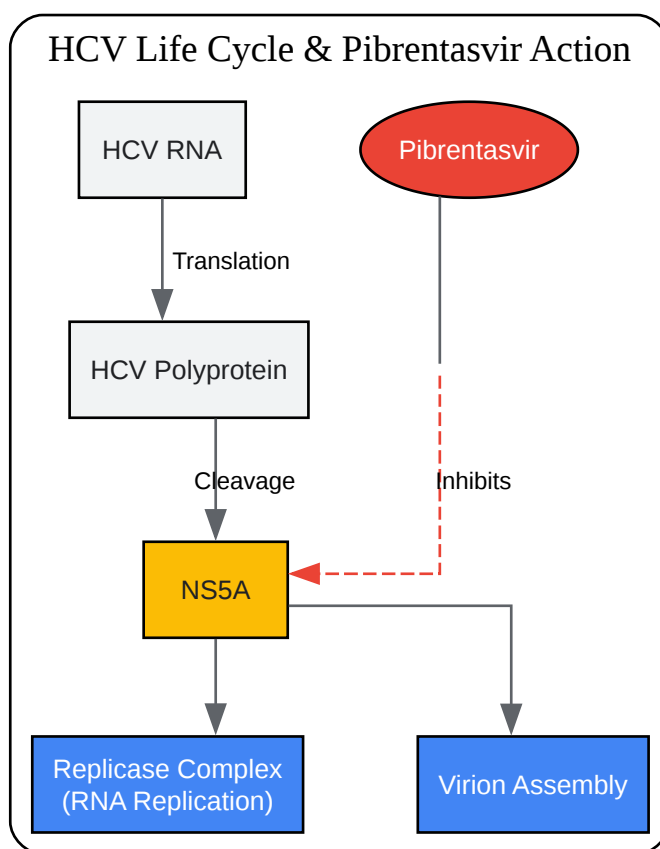 HCV Life Cycle & Pibrentasvir Action
HCV RNA
Pibrentasvir
Translation
HCV Polyprotein
Cleavage
Inhibits
NS5A
Replicase Complex
(RNA Replication)
Virion Assembly